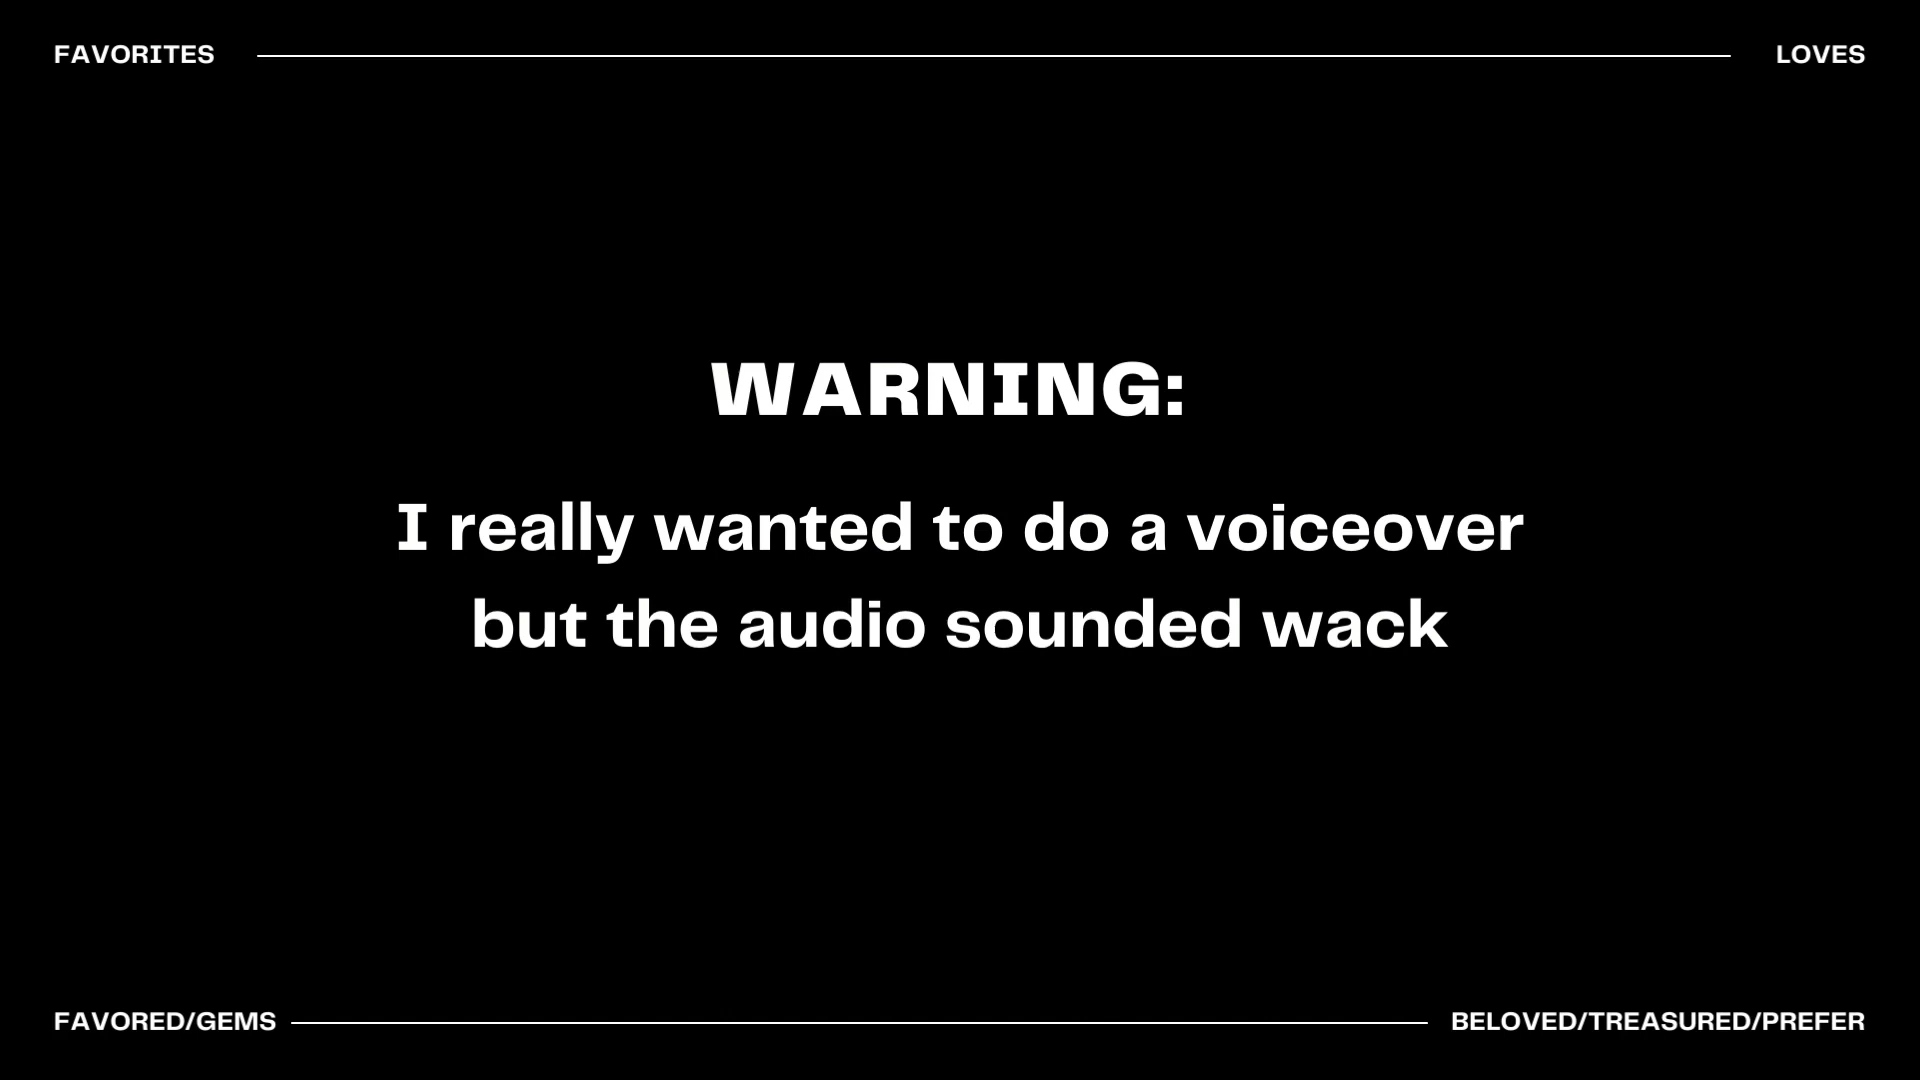 FAVORITES
LOVES
WARNING:
I really wanted to do a voiceover
but the audio sounded wack
FAVORED/GEMS
BELOVED/TREASURED/PREFER